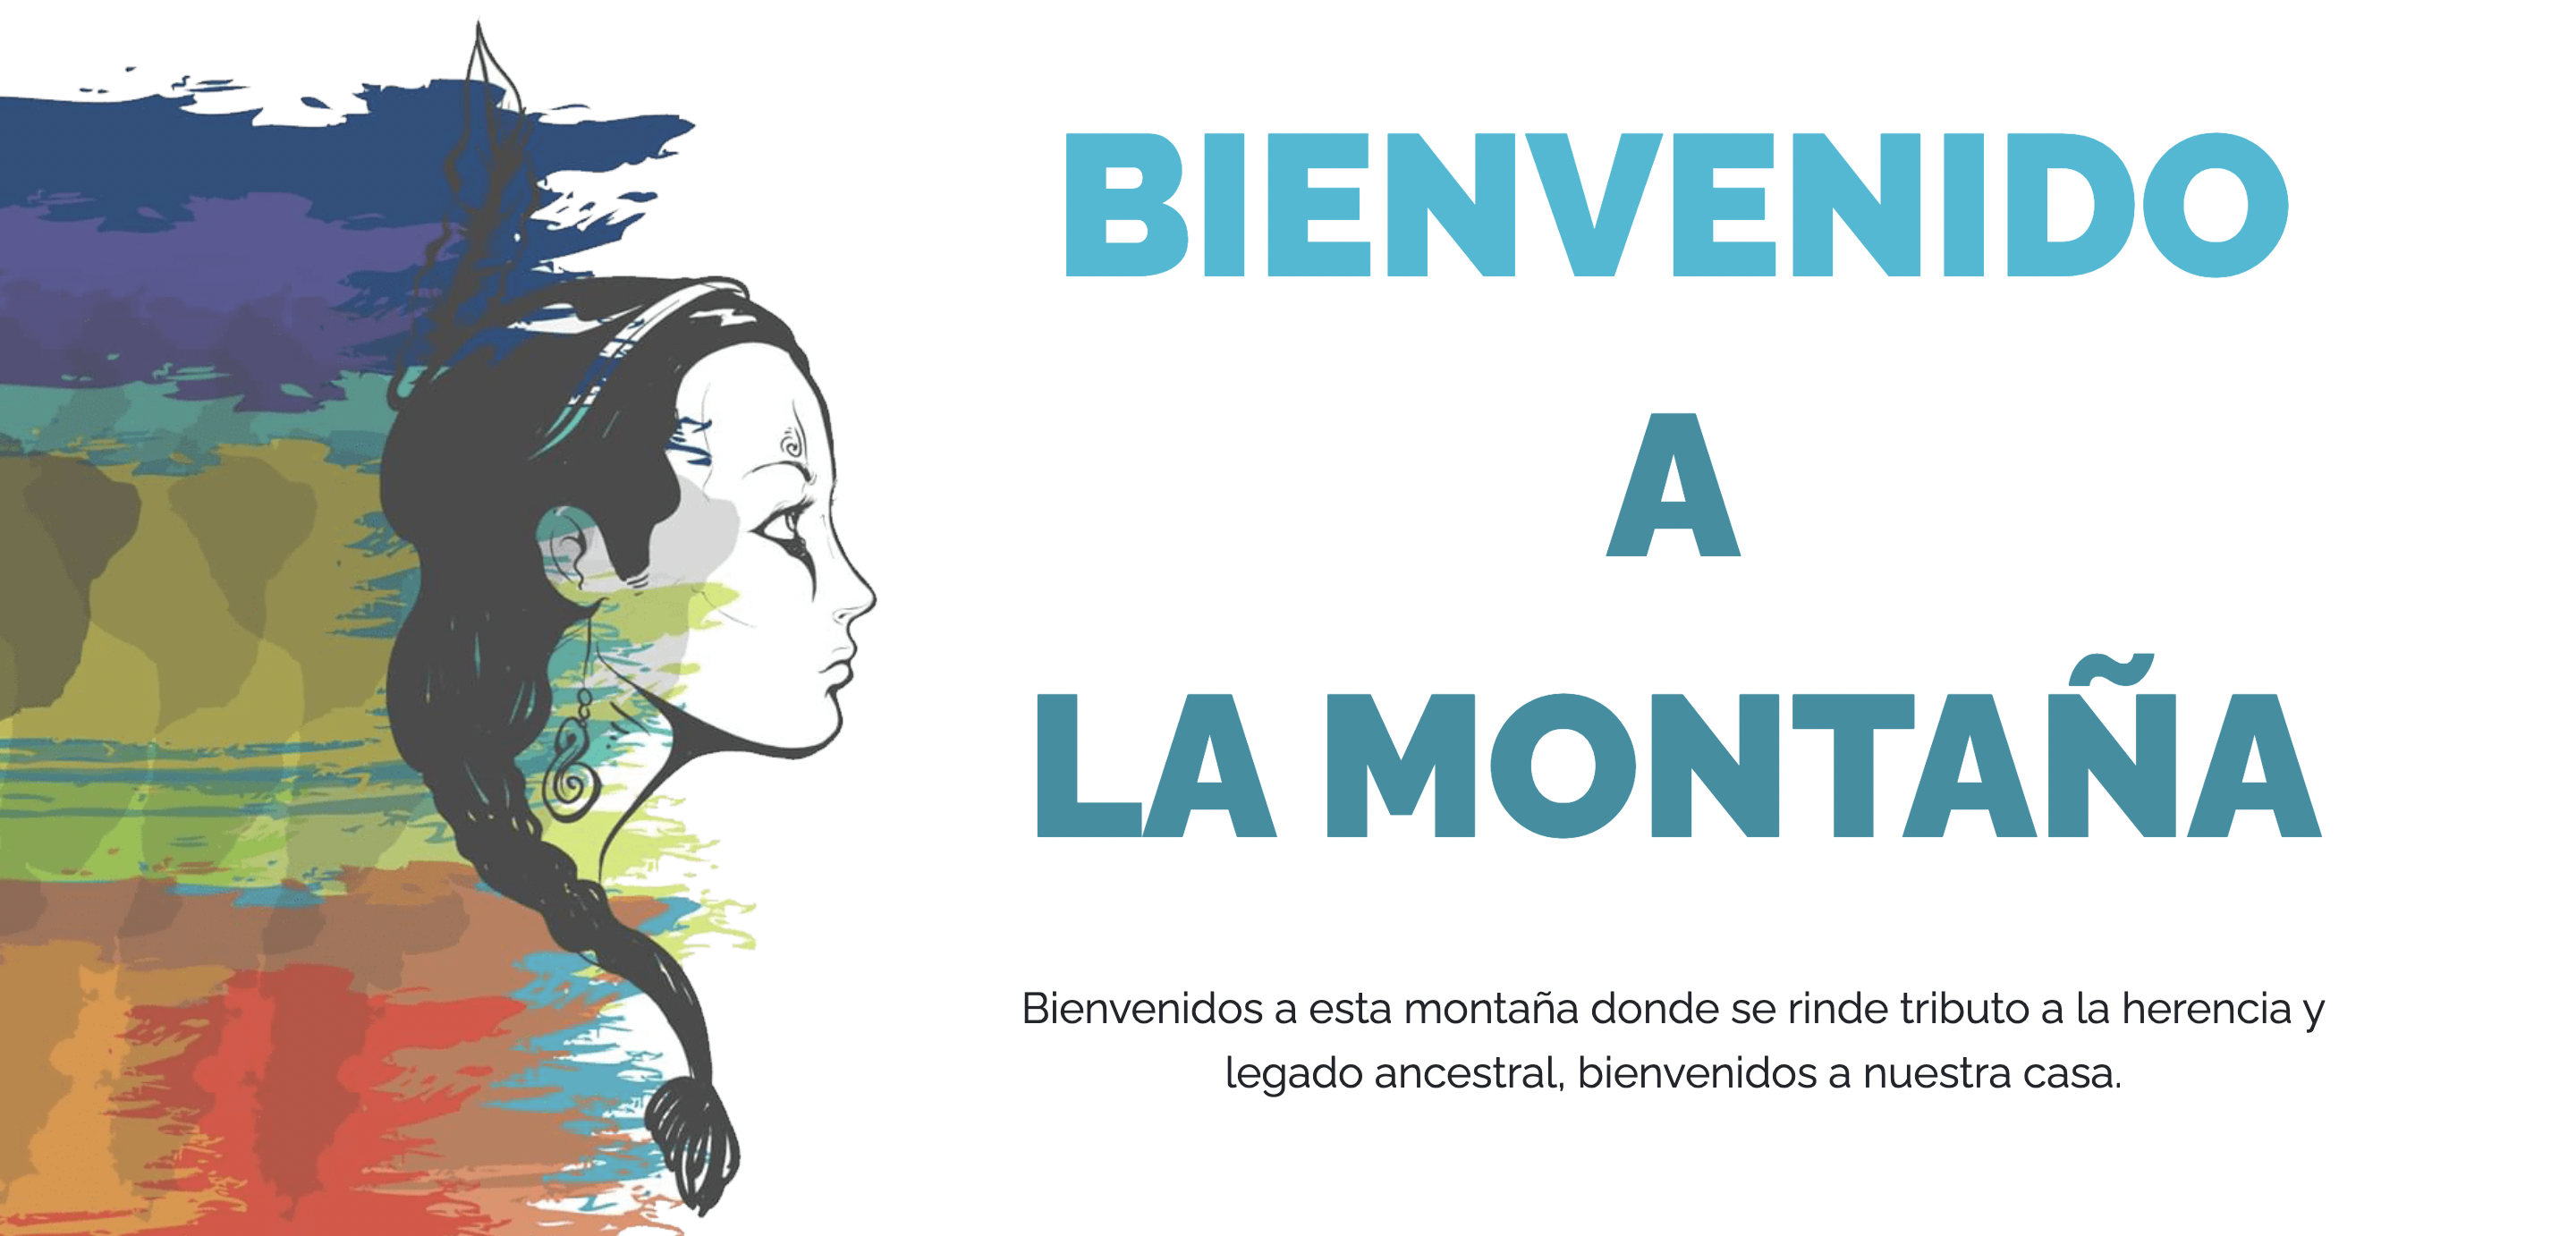 BIENVENIDO
A
LA MONTAÑA
Bienvenidos a esta montaña donde se rinde tributo a la herencia y
legado ancestral, bienvenidos a nuestra casa.